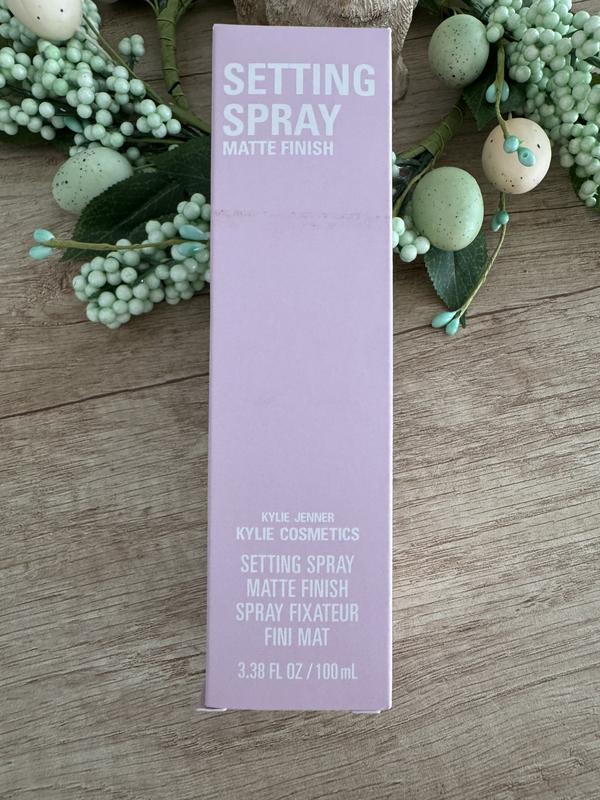 SETTING
SPRAY
MATTE FINISH
KYLIE JENNER
KYLIE COSMETICS
SETTING SPRAY
MATTE FINISH
SPRAY FIXATEUR
FINI MAT
3.38 FL OZ / 100 mL